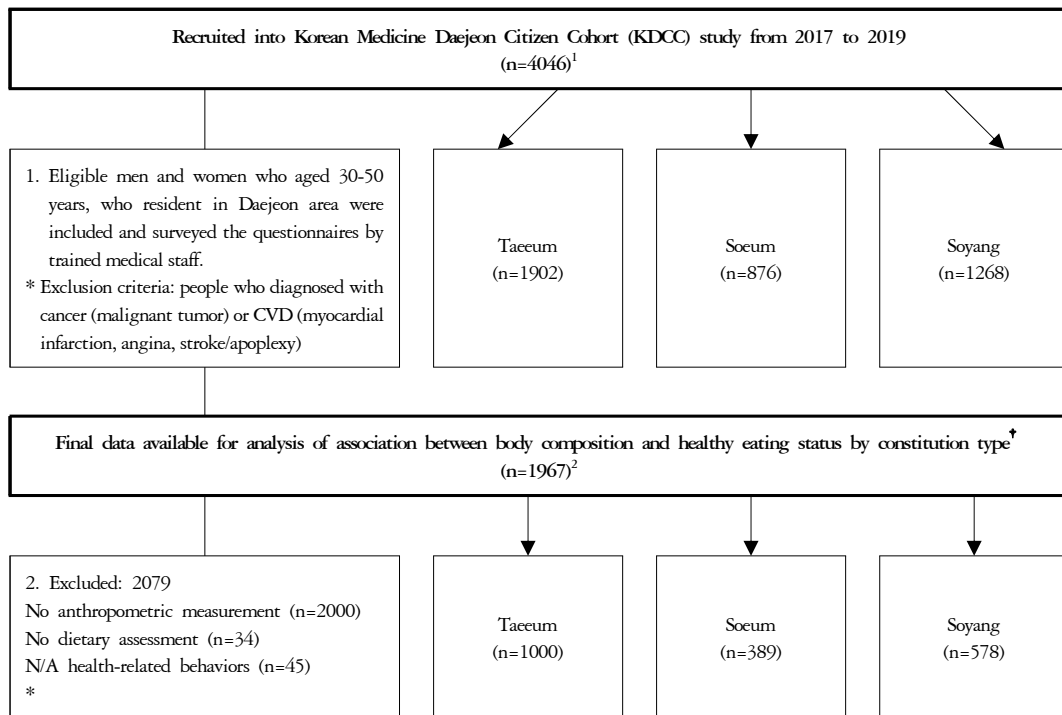 Recruited into Korean Medicine Daejeon Citizen Cohort (KDCC) study from 2017 to 2019
(n=4046)1
1. Eligible men and women who aged 30-50
years, who resident in Daejeon area were
included and surveyed the questionnaires by
trained medical staff.
* Exclusion criteria: people who diagnosed with
cancer (malignant tumor) or CVD (myocardial
infarction, angina, stroke/apoplexy)
Taeeum
(n=1902)
Soeum
(n=876)
Soyang
(n=1268)
Final data available for analysis of association between body composition and healthy eating status by constitution type†
(n=1967)2
2. Excluded: 2079
No anthropometric measurement (n=2000)
No dietary assessment (n=34)
N/A health-related behaviors (n=45)
*
Taeeum
(n=1000)
Soeum
(n=389)
Soyang
(n=578)